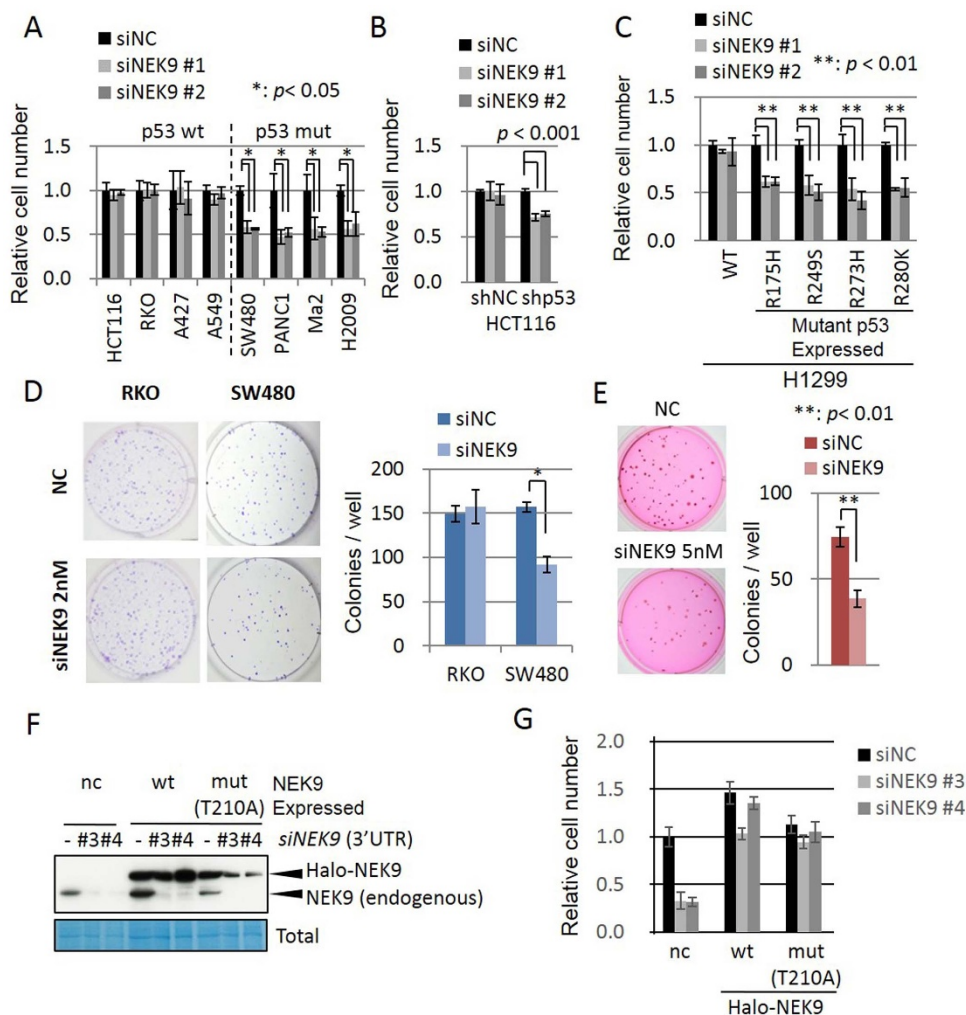 A
siNC
siNEK9 #1
siNEK9 #2
*: p< 0.05
Relative cell number
p53 wt
p53 mut
1.5
1.0
0.5
0.0
*
*
*
*
HCT116
RKO
A427
A549
SW480
PANC1
Ma2
H2009
B
siNC
siNEK9 #1
siNEK9 #2
p < 0.001
Relative cell number
1.5
1.0
0.5
0.0
shNC shp53
HCT116
C
siNC
siNEK9 #1
siNEK9 #2
**: p < 0.01
Relative cell number
1.5
1.0
0.5
0.0
**
**
**
**
WT
R175H
R249S
R273H
R280K
Mutant p53
Expressed
H1299
D
RKO
SW480
NC
siNEK9 2nM
siNC
siNEK9
Colonies / well
200
150
100
50
0
*
RKO
SW480
E
NC
siNEK9 5nM
**: p< 0.01
siNC
siNEK9
Colonies / well
100
50
0
**
F
nc
wt
mut
(T210A)
NEK9
Expressed
- #3#4
- #3#4
- #3#4
siNEK9 (3'UTR)
Halo-NEK9
NEK9 (endogenous)
Total
G
Relative cell number
2.0
1.5
1.0
1.5
0.0
siNC
siNEK9 #3
siNEK9 #4
nc
wt
mut
(T210A)
Halo-NEK9